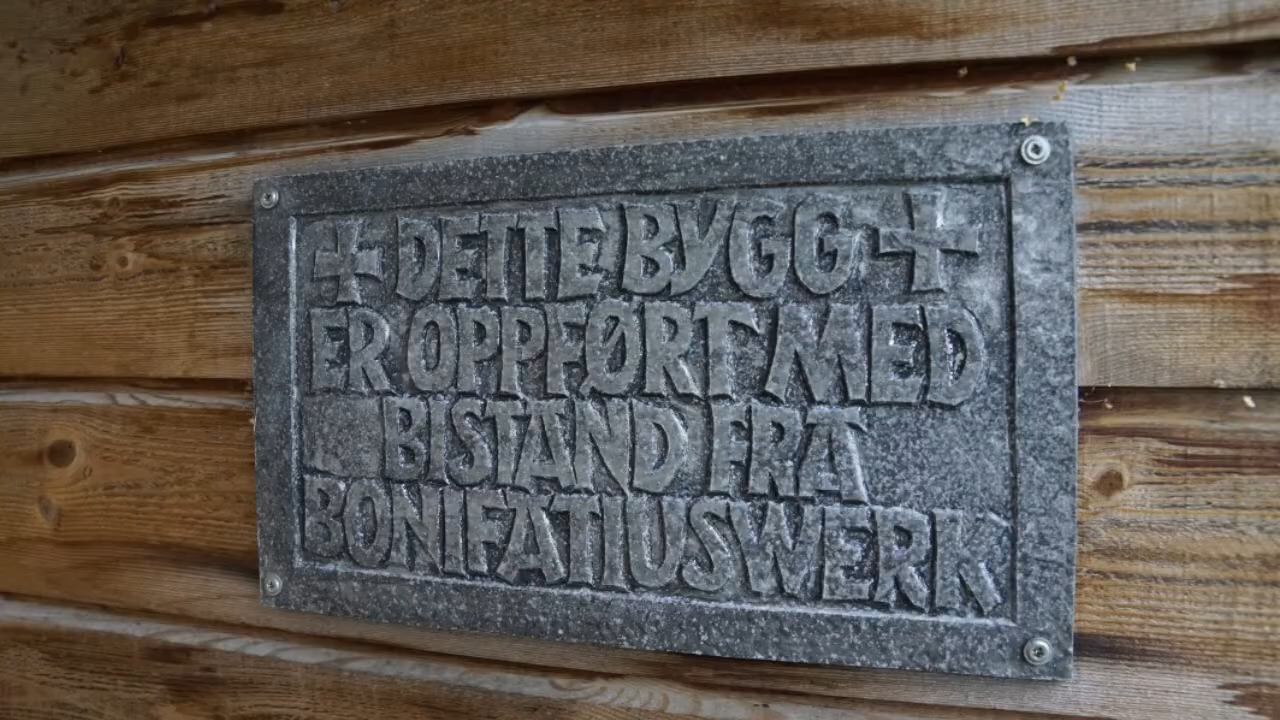 + DETTE BYGG +
ER OPPFØRT MED
BISTAND FRA
BONIFATIUSWERK